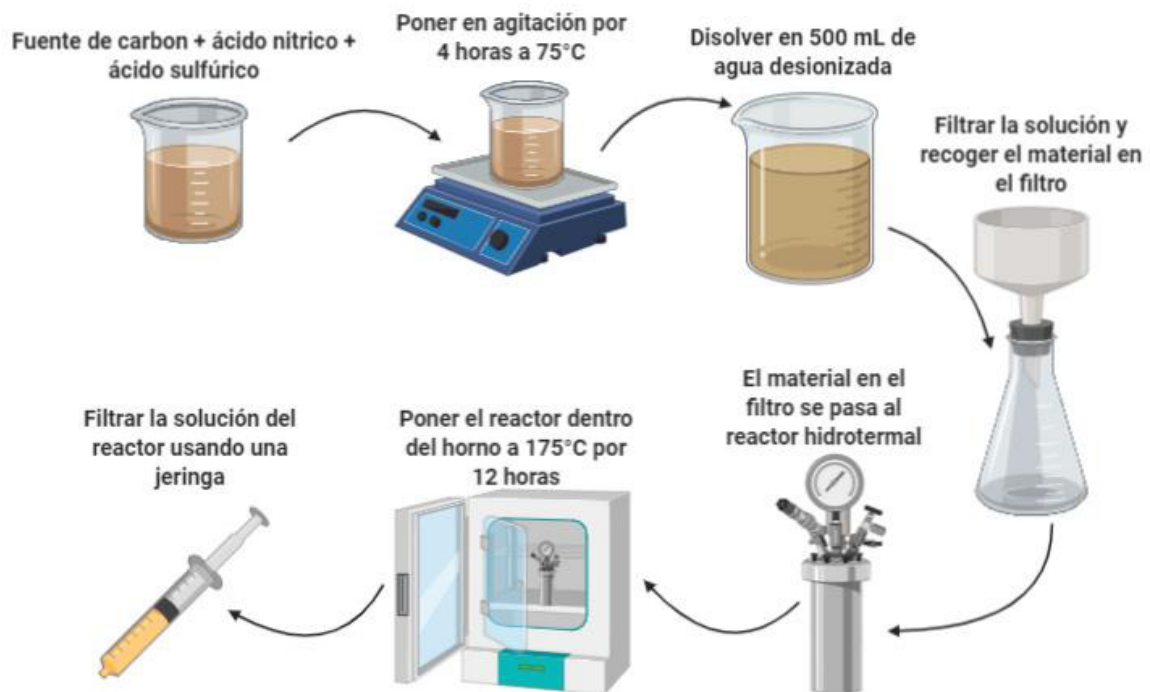 Fuente de carbon + ácido nitrico +
ácido sulfúrico
Poner en agitación por
4 horas a 75°C
Disolver en 500 mL de
agua desionizada
Filtrar la solución y
recoger el material en
el filtro
El material en el
filtro se pasa al
reactor hidrotermal
Poner el reactor dentro
del horno a 175°C por
12 horas
Filtrar la solución del
reactor usando una
jeringa